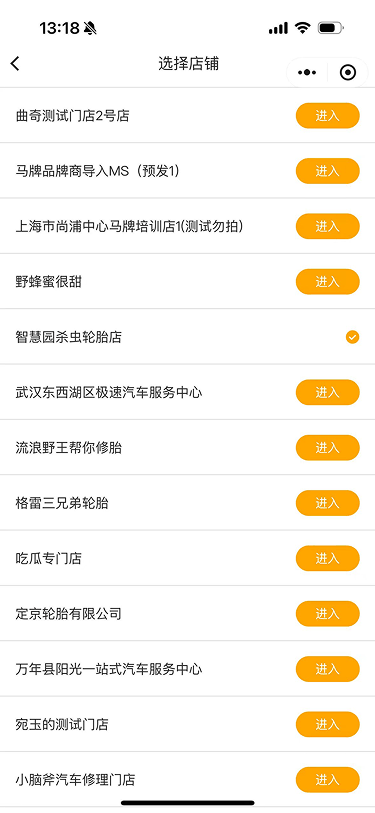 13:18
选择店铺
曲奇测试门店2号店
进入
马牌品牌商导入MS（预发1）
进入
上海市尚浦中心马牌培训店1(测试勿拍)
进入
野蜂蜜很甜
进入
智慧园杀虫轮胎店
武汉东西湖区极速汽车服务中心
进入
流浪野王帮你修胎
进入
格雷三兄弟轮胎
进入
吃瓜专门店
进入
定京轮胎有限公司
进入
万年县阳光一站式汽车服务中心
进入
宛玉的测试门店
进入
小脑斧汽车修理门店
进入